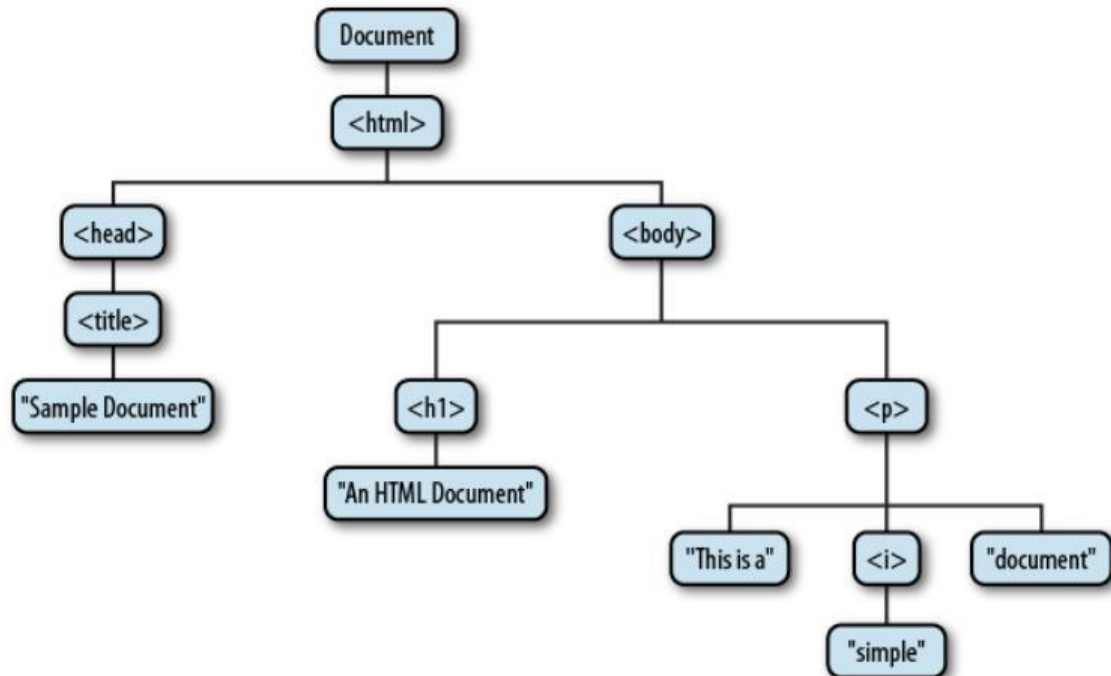 Document
<html>
<head>
<body>
<title>
"Sample Document"
<h1>
<p>
"An HTML Document"
"This is a"
<i>
"document"
"simple"